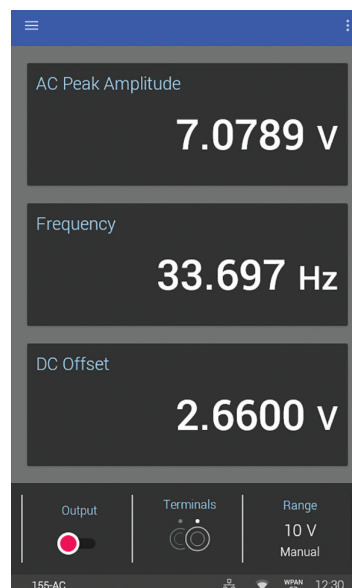 AC Peak Amplitude
7.0789 V
Frequency
33.697 Hz
DC Offset
2.6600 V
Output
Terminals
Range
10 V
Manual
155-AC
WPAN
12:30